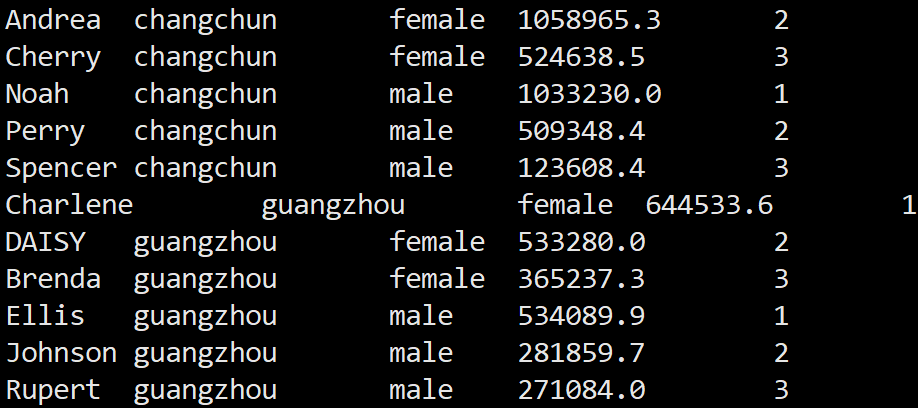 Andrea changchun female 1058965.3 2
Cherry changchun female 524638.5 3
Noah changchun male 1033230.0 1
Perry changchun male 509348.4 2
Spencer changchun male 123608.4 3
Charlene guangzhou female 644533.6 1
DAISY guangzhou female 533280.0 2
Brenda guangzhou female 365237.3 3
Ellis guangzhou male 534089.9 1
Johnson guangzhou male 281859.7 2
Rupert guangzhou male 271084.0 3